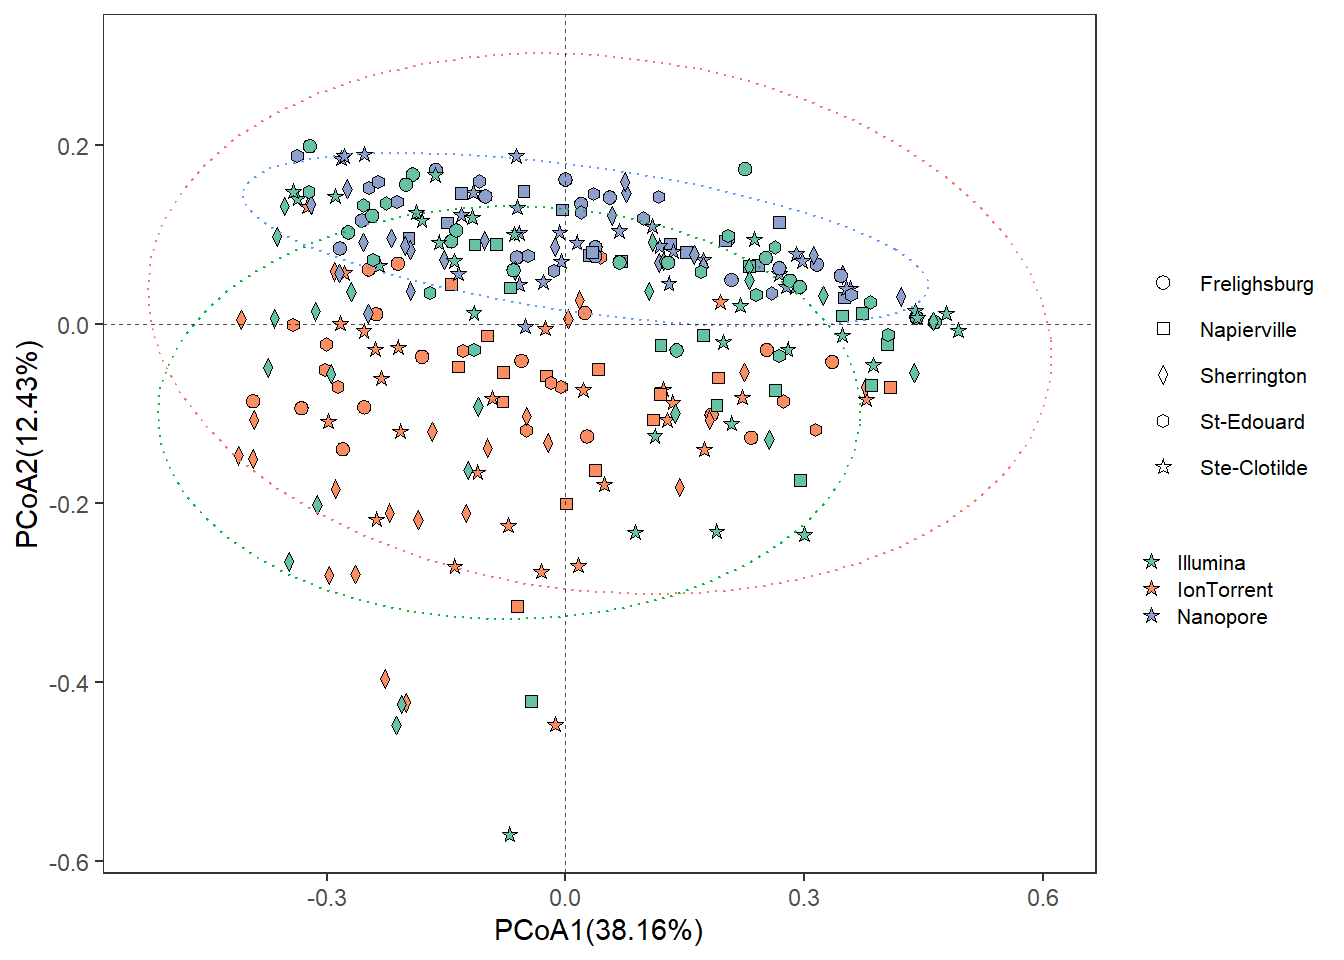 0.2
0.0
-0.2
-0.4
-0.6
PCoA2(12.43%)
-0.3
0.0
0.3
0.6
PCoA1(38.16%)
Frelighsburg
Napierville
Sherrington
St-Edouard
Ste-Clotilde
Illumina
IonTorrent
Nanopore